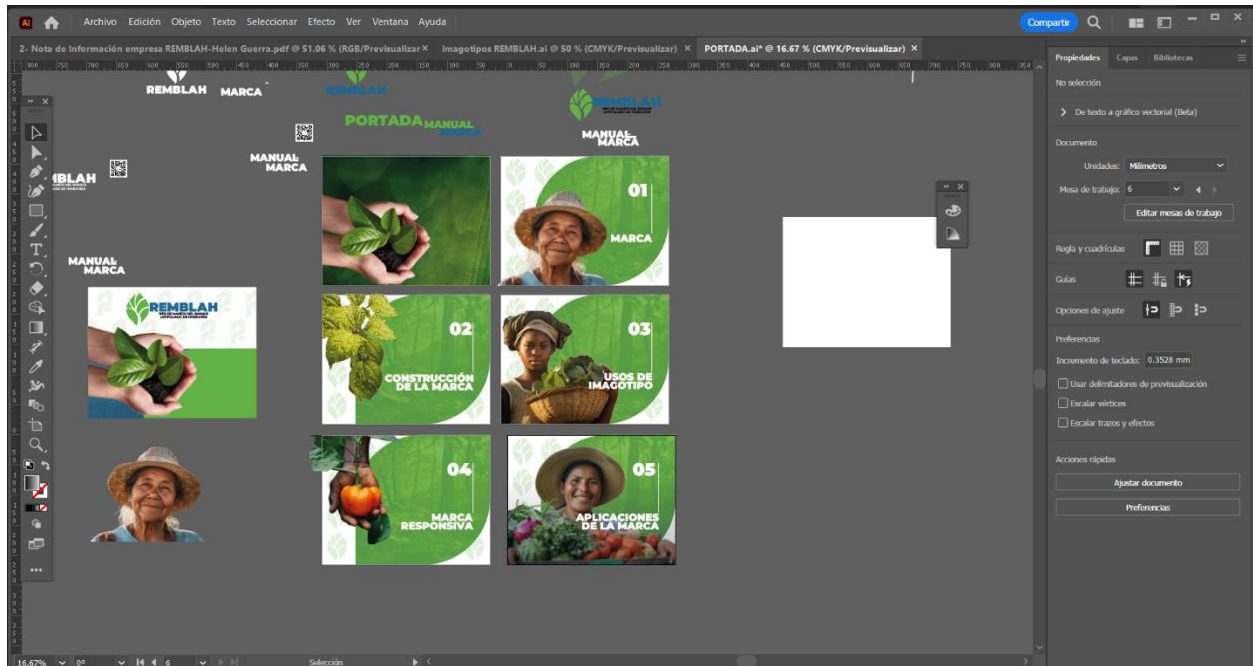 Ai
Archivo Edición Objeto Texto Seleccionar Efecto Ver Ventana Ayuda
Compartir
2- Nota de Información empresa REMBLAH-Helen Guerra.pdf @ 51.06 % (RGB/Previsualizar ×
Imagotipos REMBLAH.ai @ 50 % (CMYK/Previsualizar) ×
PORTADA.ai* @ 16.67 % (CMYK/Previsualizar) ×
REMBLAH
MARCA
REMBLAH
REMBLAH
PORTADA
MANUAL
MARCA
MANUAL
MARCA
MANUAL
MARCA
MANUAL
MARCA
REMBLAH
01
MARCA
02
CONSTRUCCIÓN
DE LA MARCA
03
USOS DE
IMAGOTIPO
04
MARCA
RESPONSIVA
05
APLICACIONES
DE LA MARCA
Propiedades Capas Bibliotecas
No selección
De texto a gráfico vectorial (Beta)
Documento
Unidades: Milímetros
Mesa de trabajo: 6
Editar mesas de trabajo
Regla y cuadrículas
Guías
Opciones de ajuste
Preferencias
Incremento de teclado: 0.3528 mm
Usar delimitadores de previsualización
Escalar vértices
Escalar trazos y efectos
Acciones rápidas
Ajustar documento
Preferencias
16.67% 0° 6 Selección